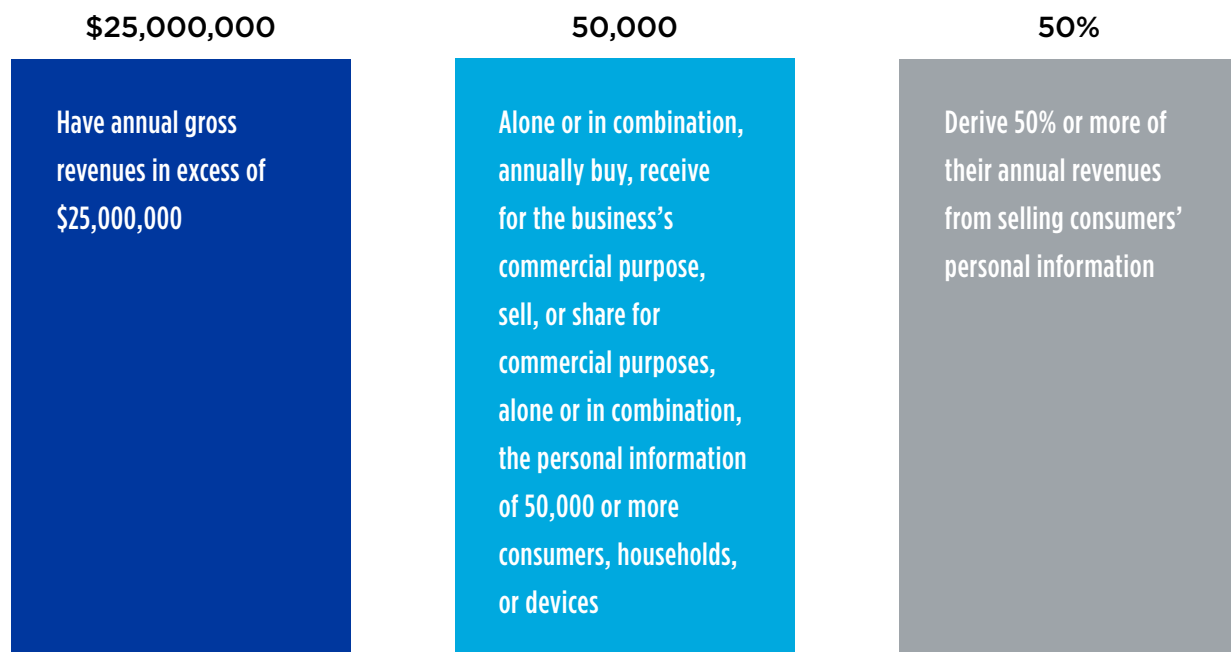 $25,000,000
Have annual gross
revenues in excess of
$25,000,000
50,000
Alone or in combination,
annually buy, receive
for the business’s
commercial purpose,
sell, or share for
commercial purposes,
alone or in combination,
the personal information
of 50,000 or more
consumers, households,
or devices
50%
Derive 50% or more of
their annual revenues
from selling consumers’
personal information